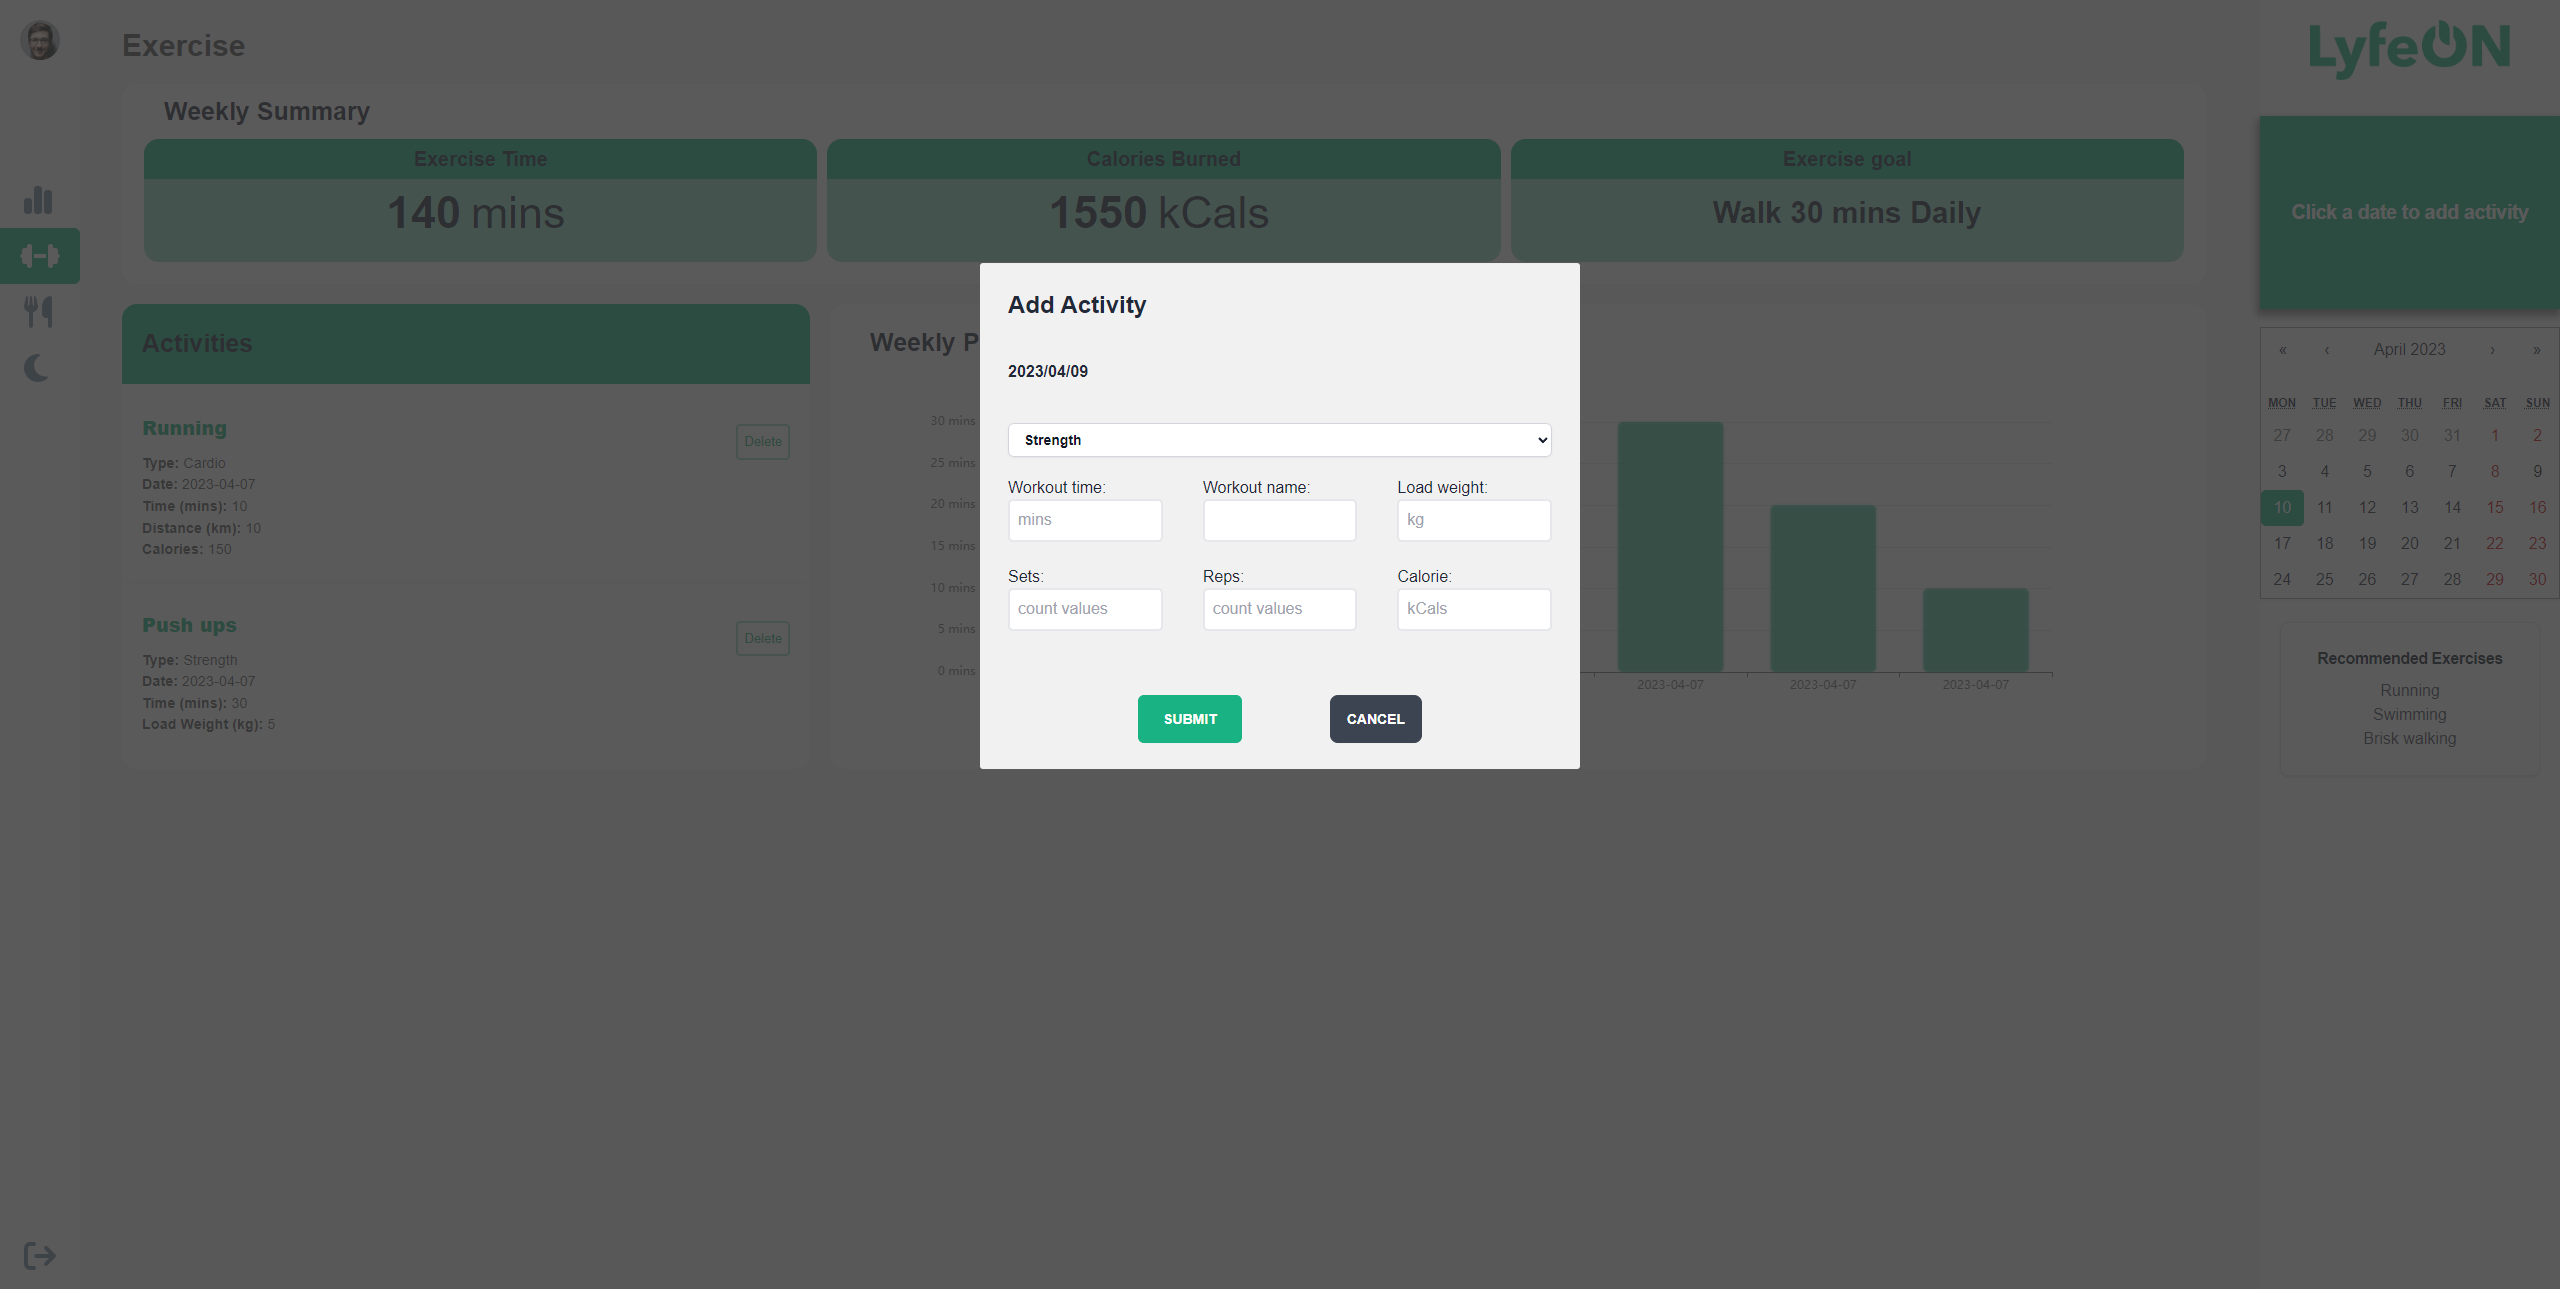 Exercise
LyfeON
Weekly Summary
Exercise Time
140 mins
Calories Burned
1550 kCals
Exercise goal
Walk 30 mins Daily
Click a date to add activity
Activities
Running
Delete
Type: Cardio
Date: 2023-04-07
Time (mins): 10
Distance (km): 10
Calories: 150
Push ups
Delete
Type: Strength
Date: 2023-04-07
Time (mins): 30
Load Weight (kg): 5
Weekly P
30 mins
25 mins
20 mins
15 mins
10 mins
5 mins
0 mins
2023-04-07 2023-04-07 2023-04-07
Add Activity
2023/04/09
Strength
Workout time: Workout name: Load weight:
mins kg
Sets: Reps: Calorie:
count values count values kCals
SUBMIT CANCEL
« ‹ April 2023 › »
MON TUE WED THU FRI SAT SUN
27 28 29 30 31 1 2
3 4 5 6 7 8 9
10 11 12 13 14 15 16
17 18 19 20 21 22 23
24 25 26 27 28 29 30
Recommended Exercises
Running
Swimming
Brisk walking